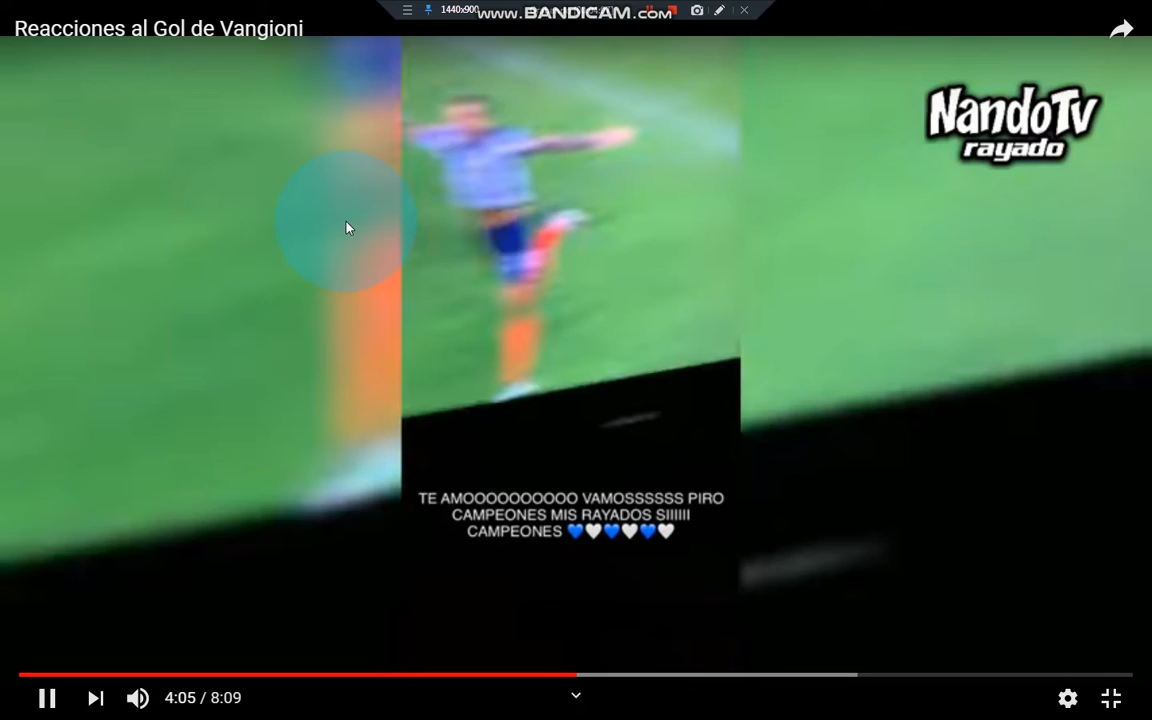 1440x900
www.BANDICAM.com
Reacciones al Gol de Vangioni
NandoTv
rayado
TE AMOOOOOOOOOO VAMOSSSSSS PIRO
CAMPEONES MIS RAYADOS SIIIIII
CAMPEONES 💙🤍💙🤍💙🤍
4:05 / 8:09